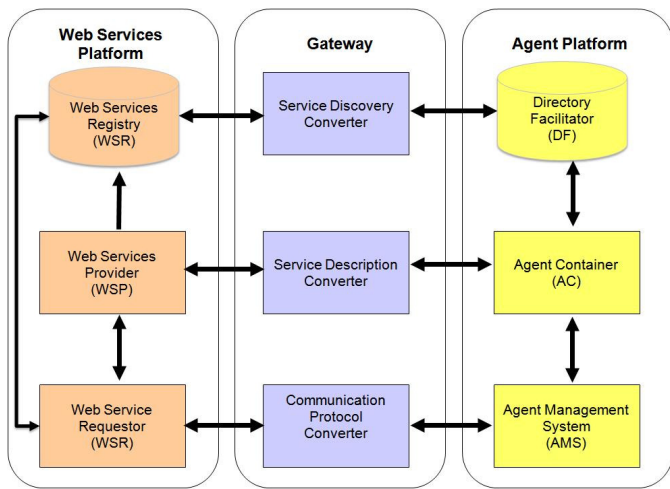 Web Services
Platform
Gateway
Agent Platform
Web Services
Registry
(WSR)
Service Discovery
Converter
Directory
Facilitator
(DF)
Web Services
Provider
(WSP)
Service Description
Converter
Agent Container
(AC)
Web Service
Requestor
(WSR)
Communication
Protocol
Converter
Agent Management
System
(AMS)